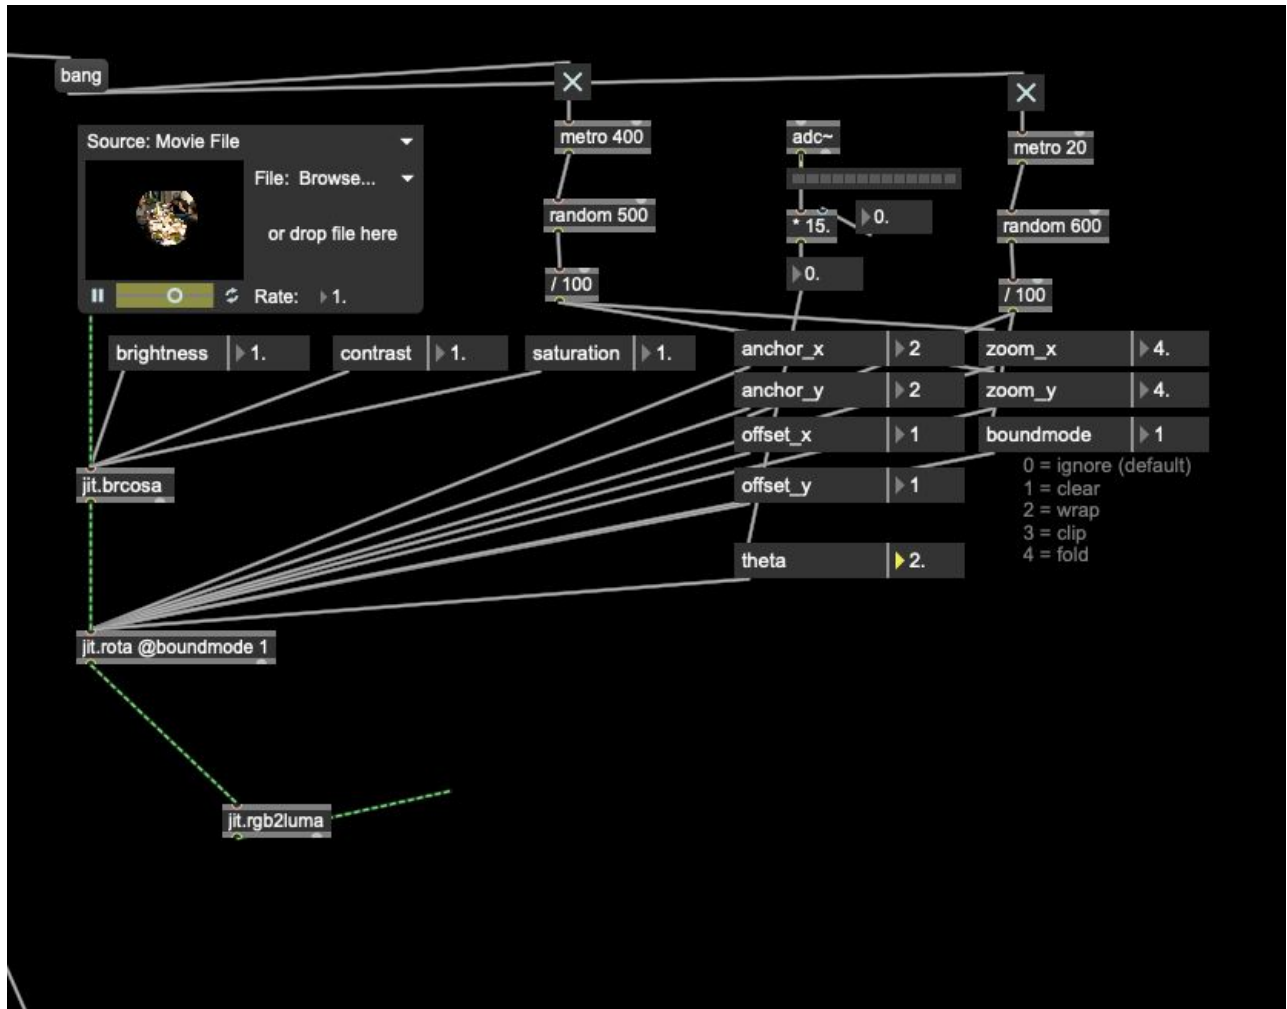 bang
Source: Movie File
File: Browse...
or drop file here
Rate: 1.
metro 400
random 500
/ 100
adc~
* 15.
0.
0.
metro 20
random 600
/ 100
brightness 1.
contrast 1.
saturation 1.
anchor_x 2
anchor_y 2
offset_x 1
offset_y 1
theta 2.
zoom_x 4.
zoom_y 4.
boundmode 1
0 = ignore (default)
1 = clear
2 = wrap
3 = clip
4 = fold
jit.brcosa
jit.rota @boundmode 1
jit.rgb2luma